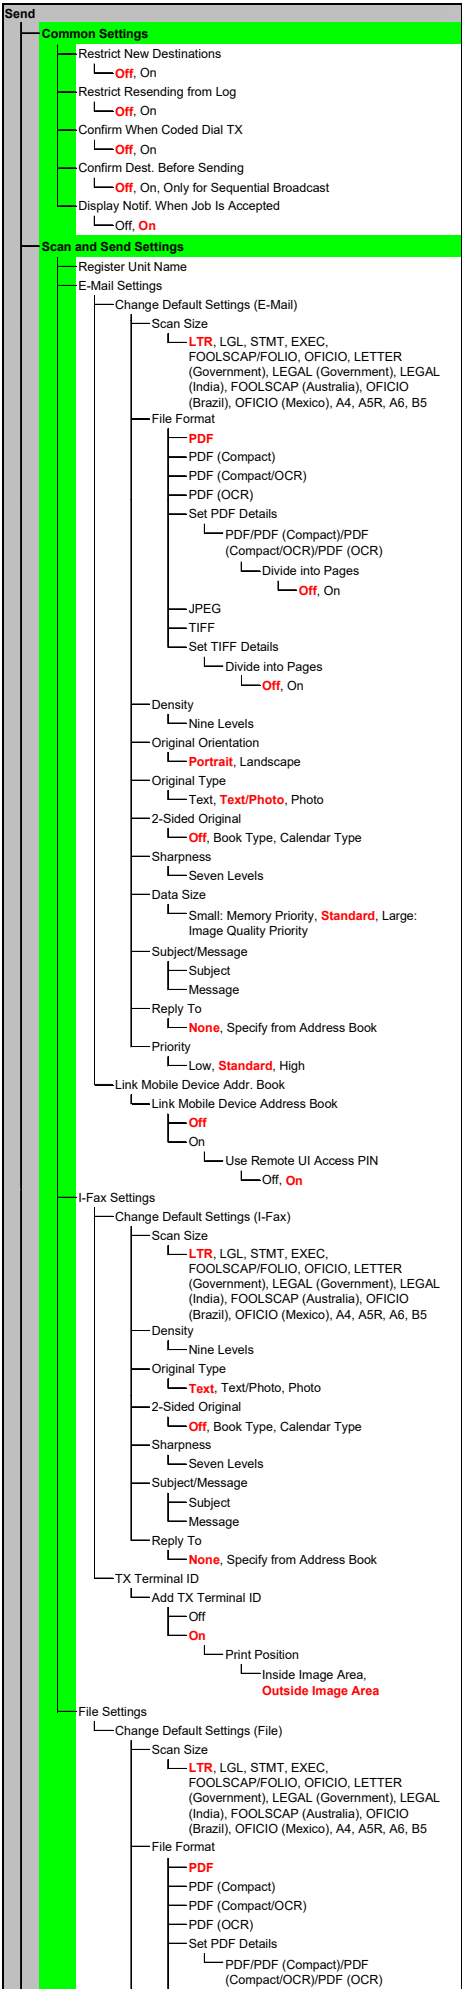 Send
Common Settings
Restrict New Destinations
Off, On
Restrict Resending from Log
Off, On
Confirm When Coded Dial TX
Off, On
Confirm Dest. Before Sending
Off, On, Only for Sequential Broadcast
Display Notif. When Job Is Accepted
Off, On
Scan and Send Settings
Register Unit Name
E-Mail Settings
Change Default Settings (E-Mail)
Scan Size
LTR, LGL, STMT, EXEC,
FOOLSCAP/FOLIO, OFICIO, LETTER
(Government), LEGAL (Government), LEGAL
(India), FOOLSCAP (Australia), OFICIO
(Brazil), OFICIO (Mexico), A4, A5R, A6, B5
File Format
PDF
PDF (Compact)
PDF (Compact/OCR)
PDF (OCR)
Set PDF Details
PDF/PDF (Compact)/PDF
(Compact/OCR)/PDF (OCR)
Divide into Pages
Off, On
JPEG
TIFF
Set TIFF Details
Divide into Pages
Off, On
Density
Nine Levels
Original Orientation
Portrait, Landscape
Original Type
Text, Text/Photo, Photo
2-Sided Original
Off, Book Type, Calendar Type
Sharpness
Seven Levels
Data Size
Small: Memory Priority, Standard, Large:
Image Quality Priority
Subject/Message
Subject
Message
Reply To
None, Specify from Address Book
Priority
Low, Standard, High
Link Mobile Device Addr. Book
Link Mobile Device Address Book
Off
On
Use Remote UI Access PIN
Off, On
I-Fax Settings
Change Default Settings (I-Fax)
Scan Size
LTR, LGL, STMT, EXEC,
FOOLSCAP/FOLIO, OFICIO, LETTER
(Government), LEGAL (Government), LEGAL
(India), FOOLSCAP (Australia), OFICIO
(Brazil), OFICIO (Mexico), A4, A5R, A6, B5
Density
Nine Levels
Original Type
Text, Text/Photo, Photo
2-Sided Original
Off, Book Type, Calendar Type
Sharpness
Seven Levels
Subject/Message
Subject
Message
Reply To
None, Specify from Address Book
TX Terminal ID
Add TX Terminal ID
Off
On
Print Position
Inside Image Area,
Outside Image Area
File Settings
Change Default Settings (File)
Scan Size
LTR, LGL, STMT, EXEC,
FOOLSCAP/FOLIO, OFICIO, LETTER
(Government), LEGAL (Government), LEGAL
(India), FOOLSCAP (Australia), OFICIO
(Brazil), OFICIO (Mexico), A4, A5R, A6, B5
File Format
PDF
PDF (Compact)
PDF (Compact/OCR)
PDF (OCR)
Set PDF Details
PDF/PDF (Compact)/PDF
(Compact/OCR)/PDF (OCR)